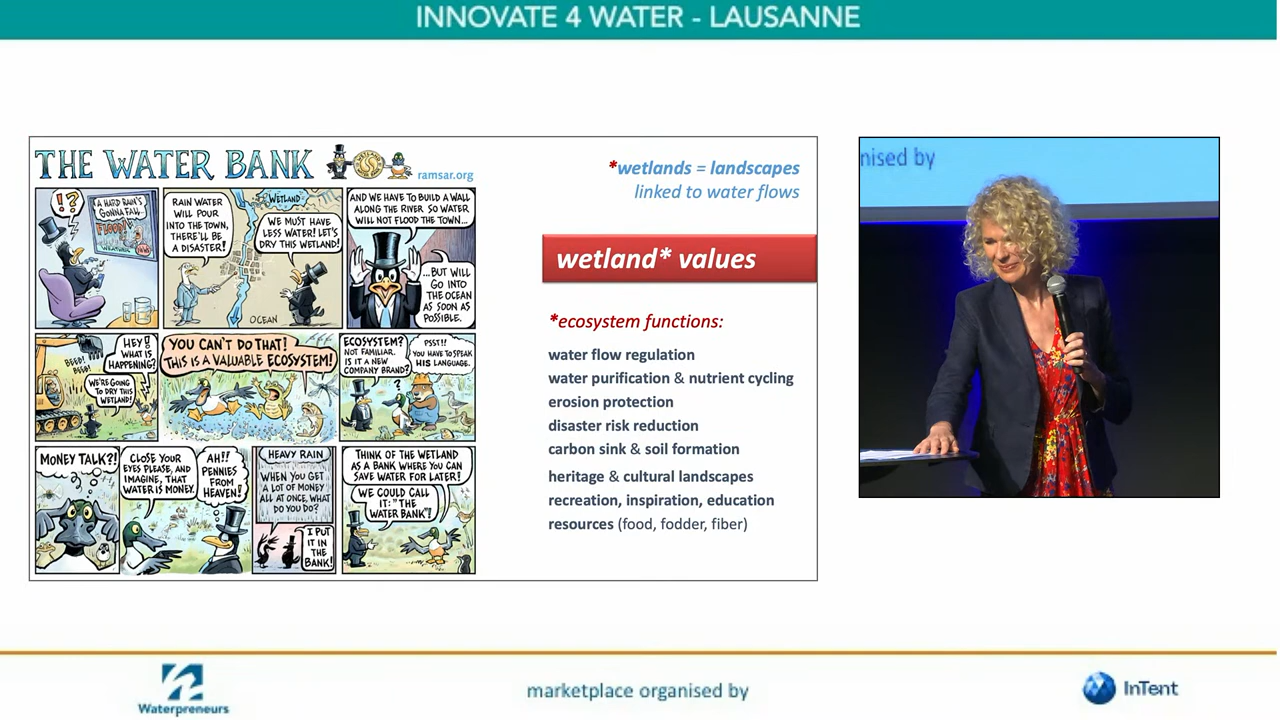 INNOVATE 4 WATER - LAUSANNE
THE WATER BANK
ramsar.org
!?
A HARD RAIN'S
GONNA FALL...
FLOOD!
RAIN WATER
WILL POUR
INTO THE TOWN,
THERE'LL BE
A DISASTER!
WETLAND
WE MUST HAVE
LESS WATER! LET'S
DRY THIS WETLAND!
OCEAN
AND WE HAVE TO BUILD A WALL
ALONG THE RIVER SO WATER
WILL NOT FLOOD THE TOWN...
...BUT WILL
GO INTO
THE OCEAN
AS SOON AS
POSSIBLE.
HEY!
WHAT IS
HAPPENING?
BEEP!
BEEP!
WE'RE GOING
TO DRY THIS
WETLAND!
YOU CAN'T DO THAT!
THIS IS A VALUABLE ECOSYSTEM!
ECOSYSTEM?
NOT FAMILIAR.
IS IT A NEW
COMPANY BRAND?
?
PSST!!
YOU HAVE TO SPEAK
HIS LANGUAGE.
MONEY TALK?!
CLOSE YOUR
EYES PLEASE, AND
IMAGINE, THAT
WATER IS MONEY.
AH!!
PENNIES
FROM
HEAVEN!
HEAVY RAIN
WHEN YOU GET
A LOT OF MONEY
ALL AT ONCE, WHAT
DO YOU DO?
I PUT
IT IN
THE
BANK!
THINK OF THE WETLAND
AS A BANK WHERE YOU CAN
SAVE WATER FOR LATER!
WE COULD CALL
IT: "THE
WATER BANK"!
*wetlands = landscapes
linked to water flows
wetland* values
*ecosystem functions:
water flow regulation
water purification & nutrient cycling
erosion protection
disaster risk reduction
carbon sink & soil formation
heritage & cultural landscapes
recreation, inspiration, education
resources (food, fodder, fiber)
nised by
Waterpreneurs
marketplace organised by
InTent